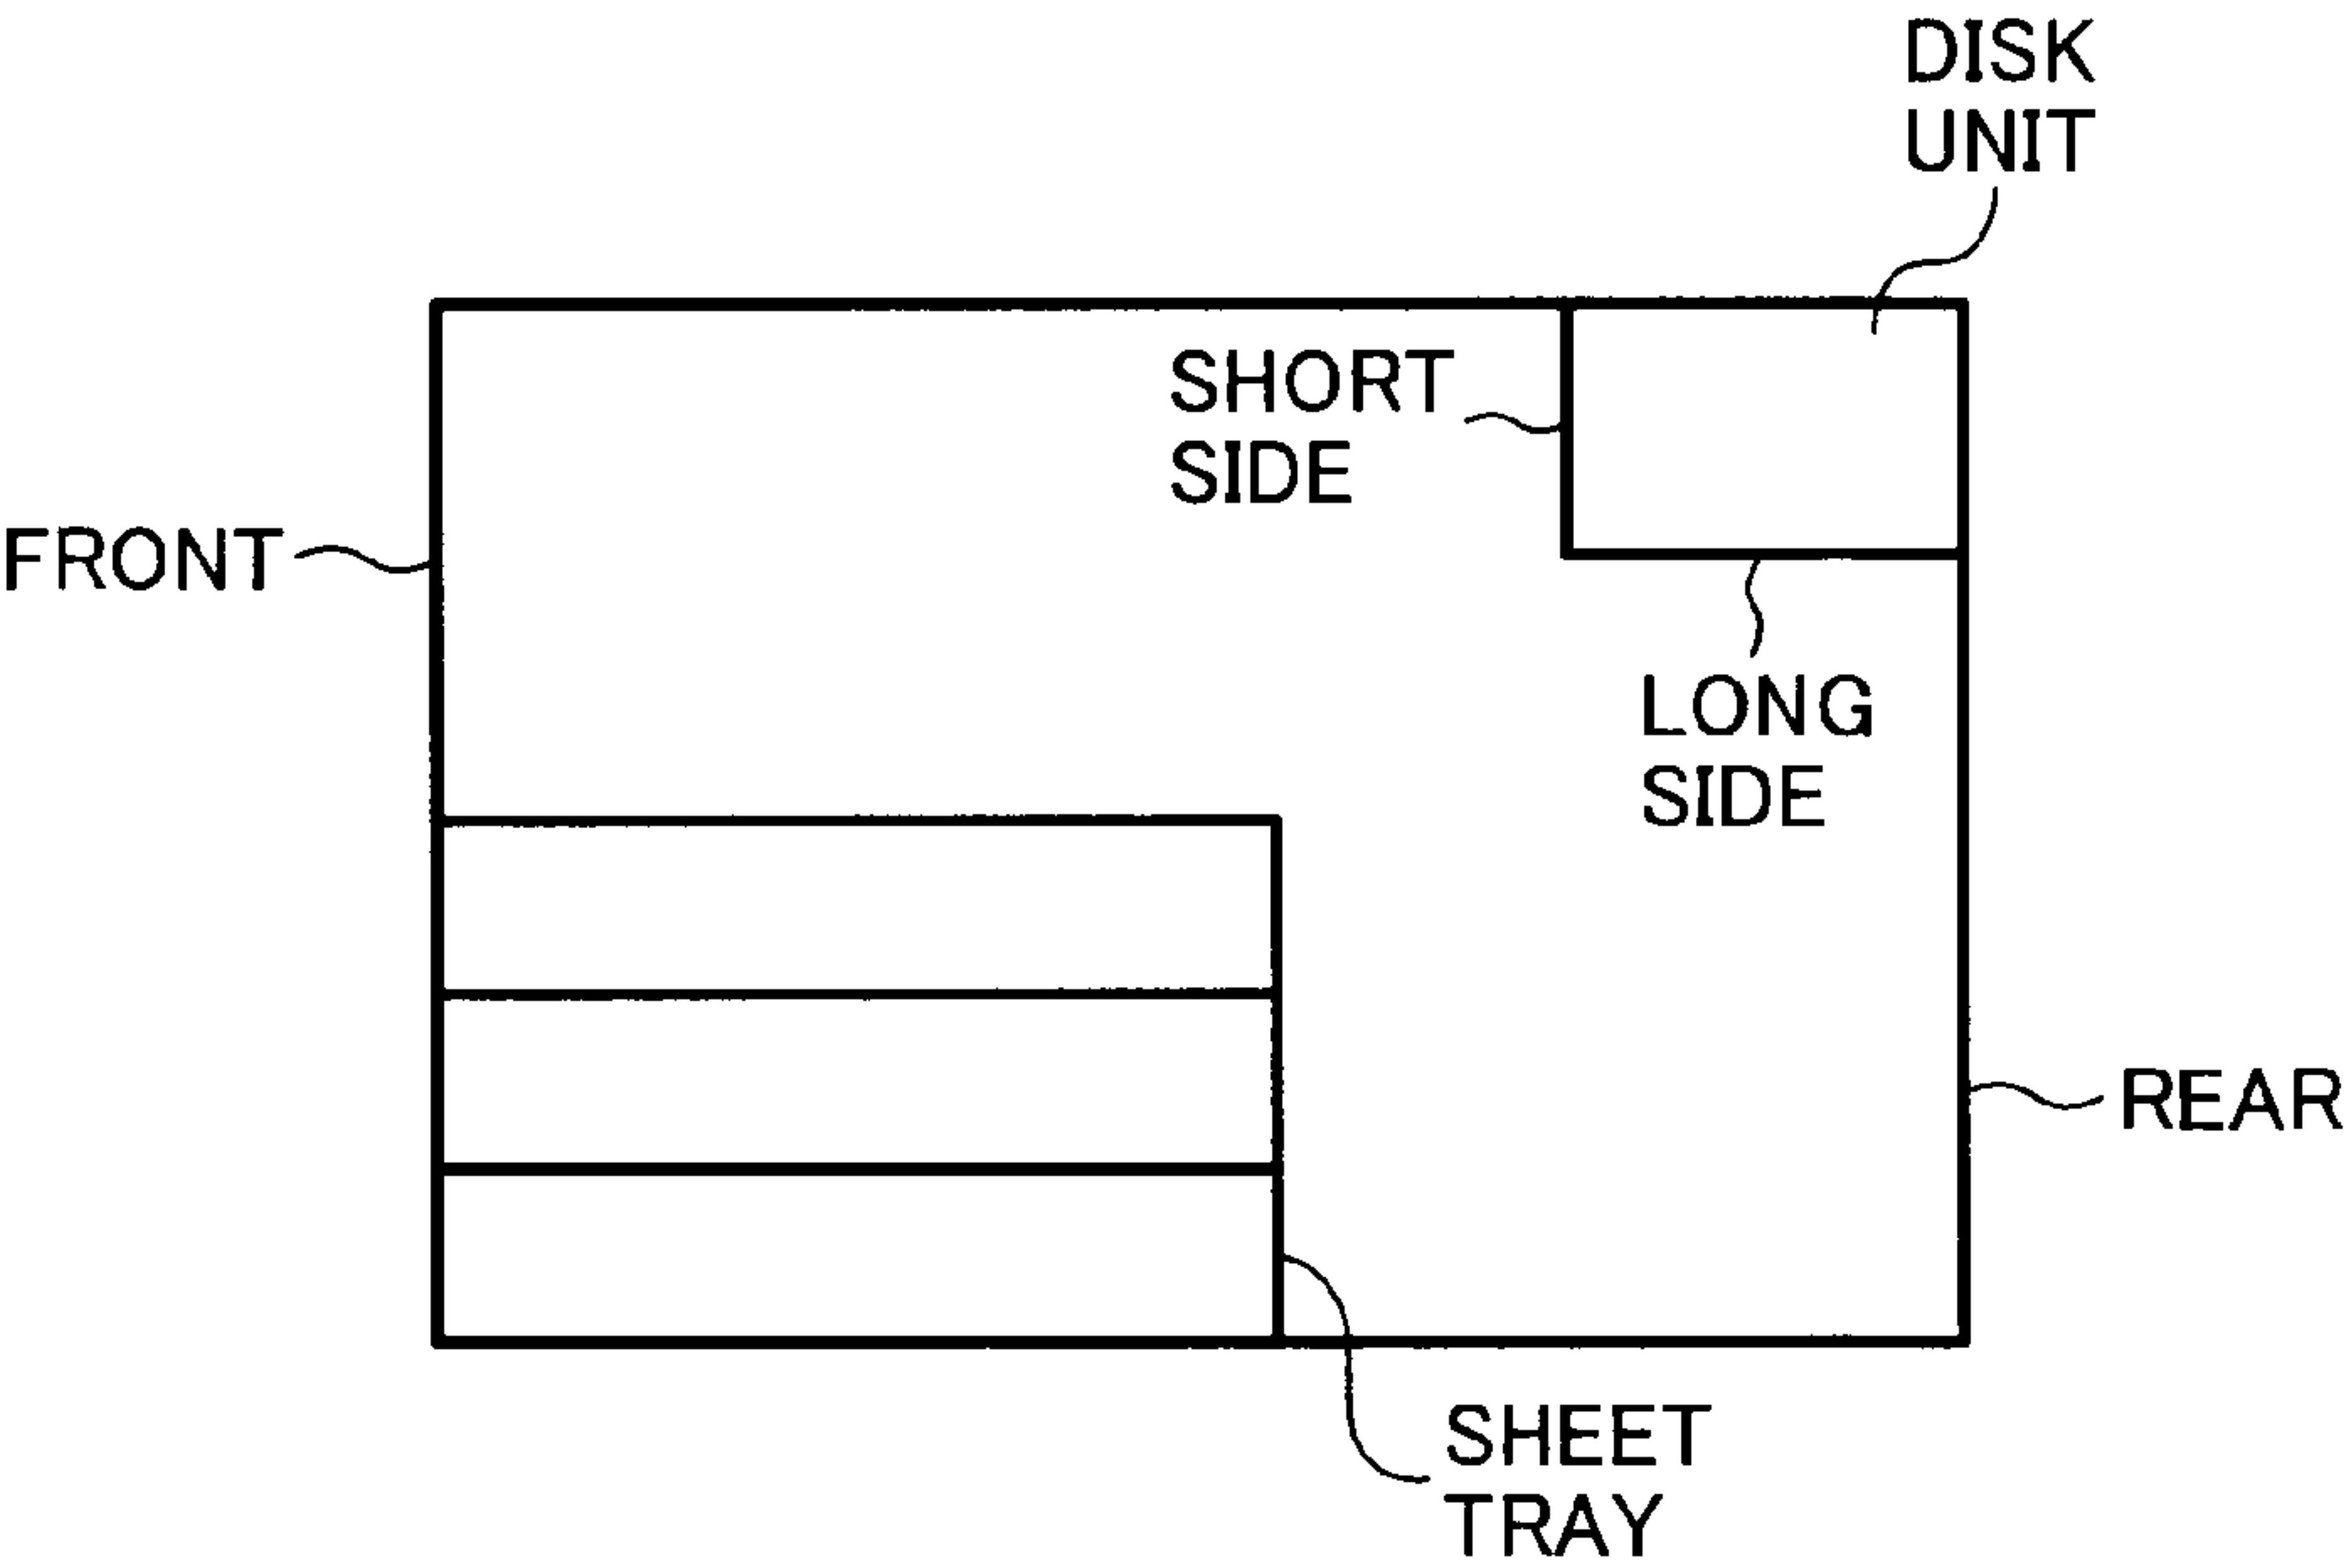 DISK
UNIT
SHORT
SIDE
FRONT
LONG
SIDE
REAR
SHEET
TRAY